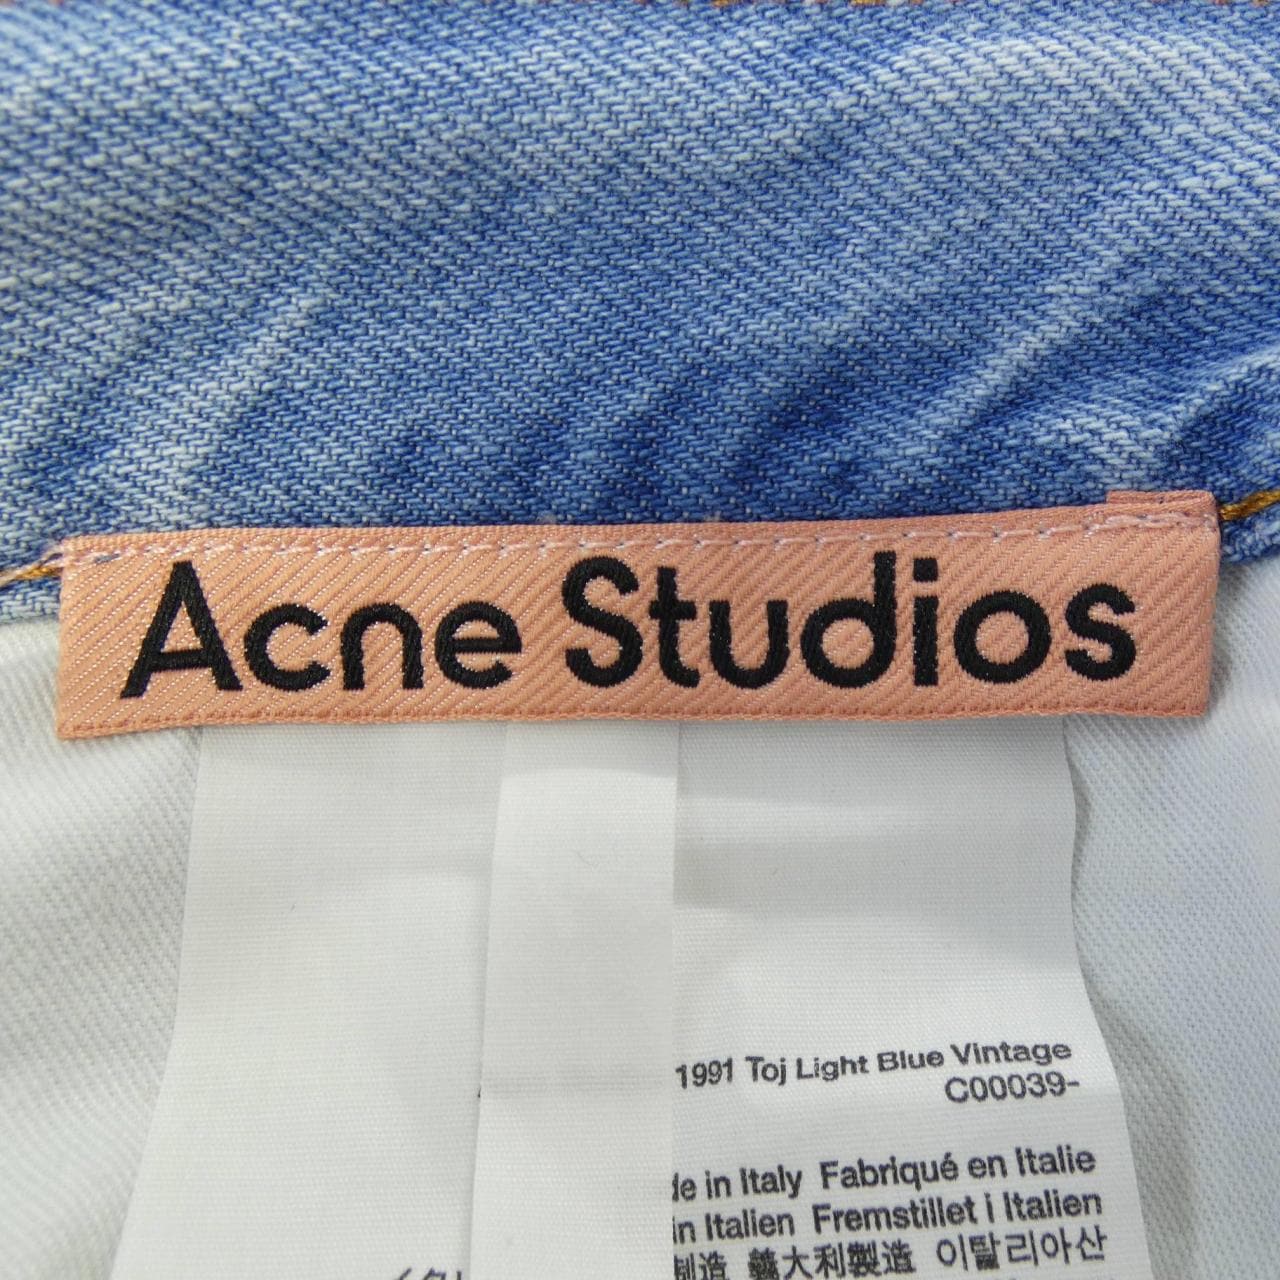 Acne Studios
1991 Toj Light Blue Vintage
C00039-
in Italy Fabriqué en Italie
in Italien Fremstillet i Italien
製造 義大利製造 이탈리아산